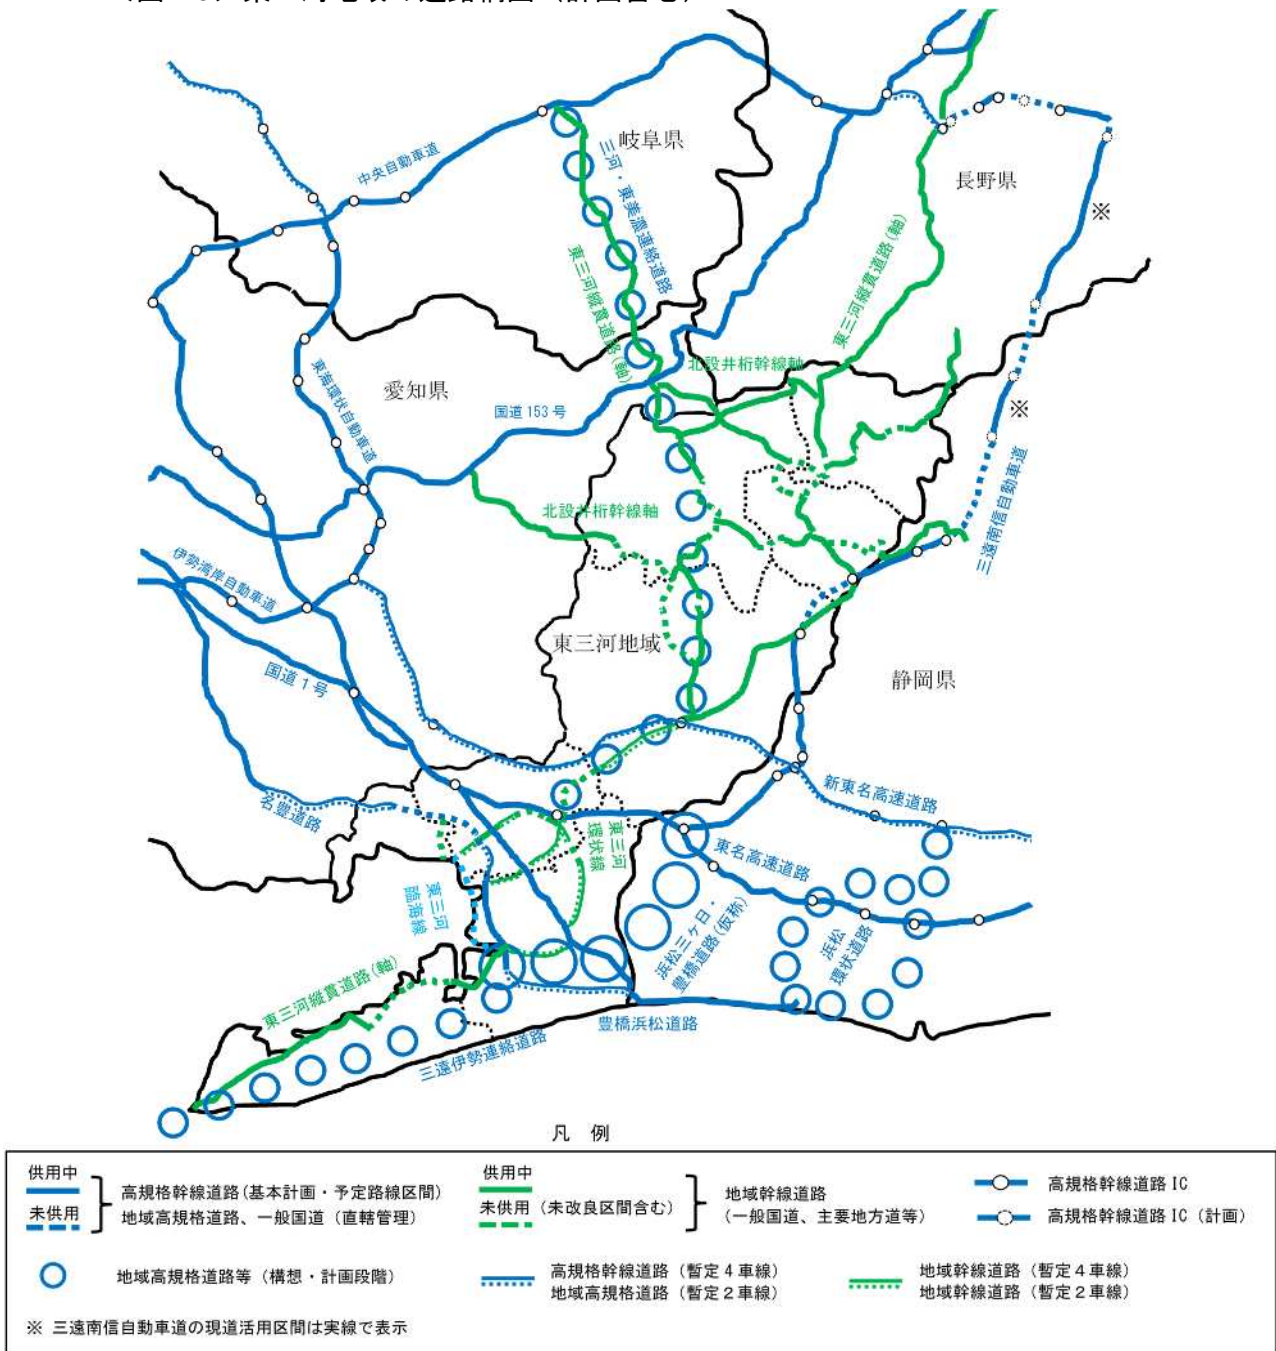 岐阜県
長野県
中央自動車道
三河・東美濃連絡道路
※
東三河縦貫道路(軸)
東三河縦貫道路(軸)
北設井桁幹線軸
愛知県
東海環状自動車道
国道153号
※
三遠南信自動車道
北設井桁幹線軸
伊勢湾岸自動車道
東三河地域
国道1号
静岡県
新東名高速道路
名豊道路
東三河
環状線
東名高速道路
東三河
臨海線
浜松三ケ日・
豊橋道路(仮称)
浜松
環状道路
東三河縦貫道路(軸)
豊橋浜松道路
三遠伊勢連絡道路
凡 例
供用中
未供用
高規格幹線道路(基本計画・予定路線区間)
地域高規格道路、一般国道(直轄管理)
供用中
未供用(未改良区間含む)
地域幹線道路
(一般国道、主要地方道等)
高規格幹線道路IC
高規格幹線道路IC(計画)
地域高規格道路等(構想・計画段階)
高規格幹線道路(暫定4車線)
地域高規格道路(暫定2車線)
地域幹線道路(暫定4車線)
地域幹線道路(暫定2車線)
※ 三遠南信自動車道の現道活用区間は実線で表示